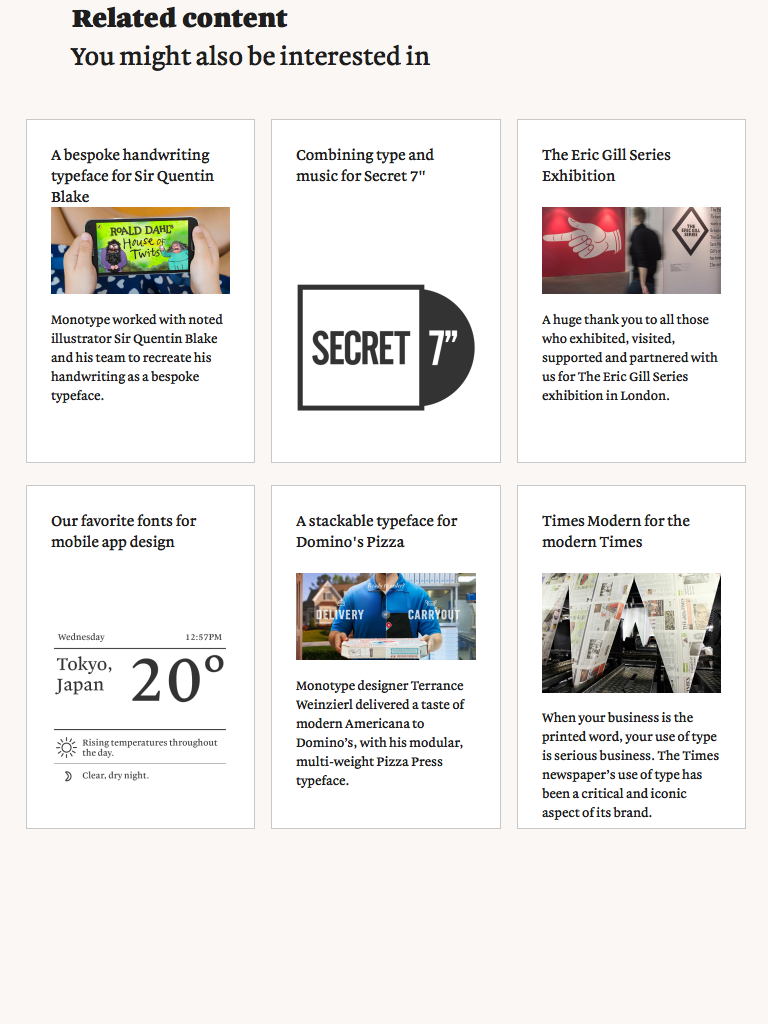 Related content
You might also be interested in
A bespoke handwriting
typeface for Sir Quentin
Blake
ROALD DAHL'S
House of
Twits
Monotype worked with noted
illustrator Sir Quentin Blake
and his team to recreate his
handwriting as a bespoke
typeface.
Combining type and
music for Secret 7"
SECRET 7”
The Eric Gill Series
Exhibition
THE
ERIC GILL
SERIES
A huge thank you to all those
who exhibited, visited,
supported and partnered with
us for The Eric Gill Series
exhibition in London.
Our favorite fonts for
mobile app design
Wednesday 12:57PM
Tokyo,
Japan
20°
Rising temperatures throughout
the day.
Clear, dry night.
A stackable typeface for
Domino's Pizza
DELIVERY CARRYOUT
Monotype designer Terrance
Weinzierl delivered a taste of
modern Americana to
Domino’s, with his modular,
multi-weight Pizza Press
typeface.
Times Modern for the
modern Times
When your business is the
printed word, your use of type
is serious business. The Times
newspaper’s use of type has
been a critical and iconic
aspect of its brand.